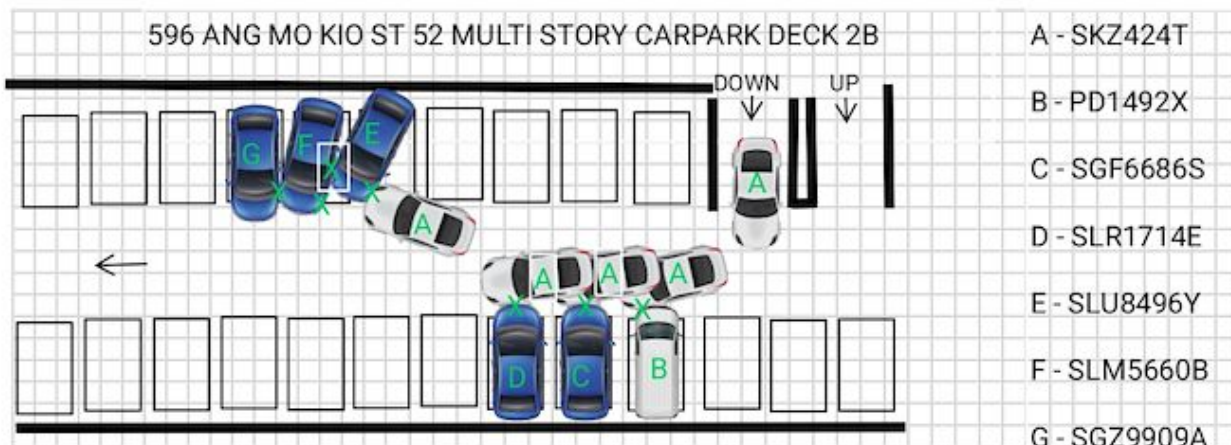 596 ANG MO KIO ST 52 MULTI STORY CARPARK DECK 2B
DOWN UP
A - SKZ424T
B - PD1492X
C - SGF6686S
D - SLR1714E
E - SLU8496Y
F - SLM5660B
G - SGZ9909A
G F E A
X X X X
A
A A A
X X X
D C B